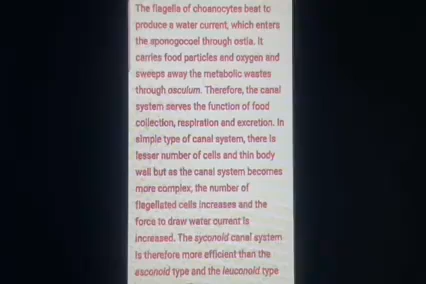 The flagella of choanocytes beat to
produce a water current, which enters
the sponogocoel through ostia. It
carries food particles and oxygen and
sweeps away the metabolic wastes
through osculum. Therefore, the canal
system serves the function of food
collection, respiration and excretion. In
simple type of canal system, there is
lesser number of cells and thin body
wall but as the canal system becomes
more complex, the number of
flagellated cells increases and the
force to draw water current is
increased. The syconoid canal system
is therefore more efficient than the
asconoid type and the leuconoid type